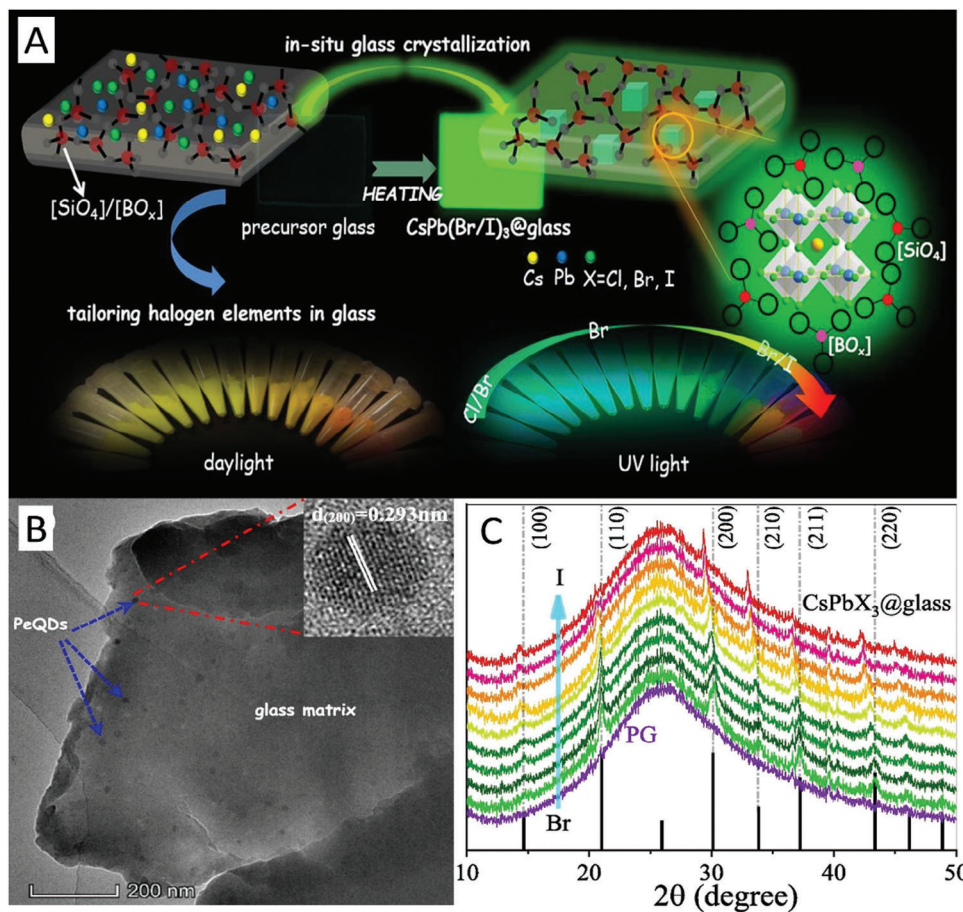 A
in-situ glass crystallization
[SiO₄]/[BOₓ]
precursor glass
HEATING
CsPb(Br/I)₃@glass
Cs Pb X=Cl, Br, I
[SiO₄]
[BOₓ]
tailoring halogen elements in glass
Cl/Br
Br
Br/I
daylight
UV light
B
d(200)=0.293nm
PeQDs
glass matrix
200 nm
C
(100)
(110)
(200)
(210)
(211)
(220)
I
CsPbX₃@glass
PG
Br
10 20 30 40 50
2θ (degree)